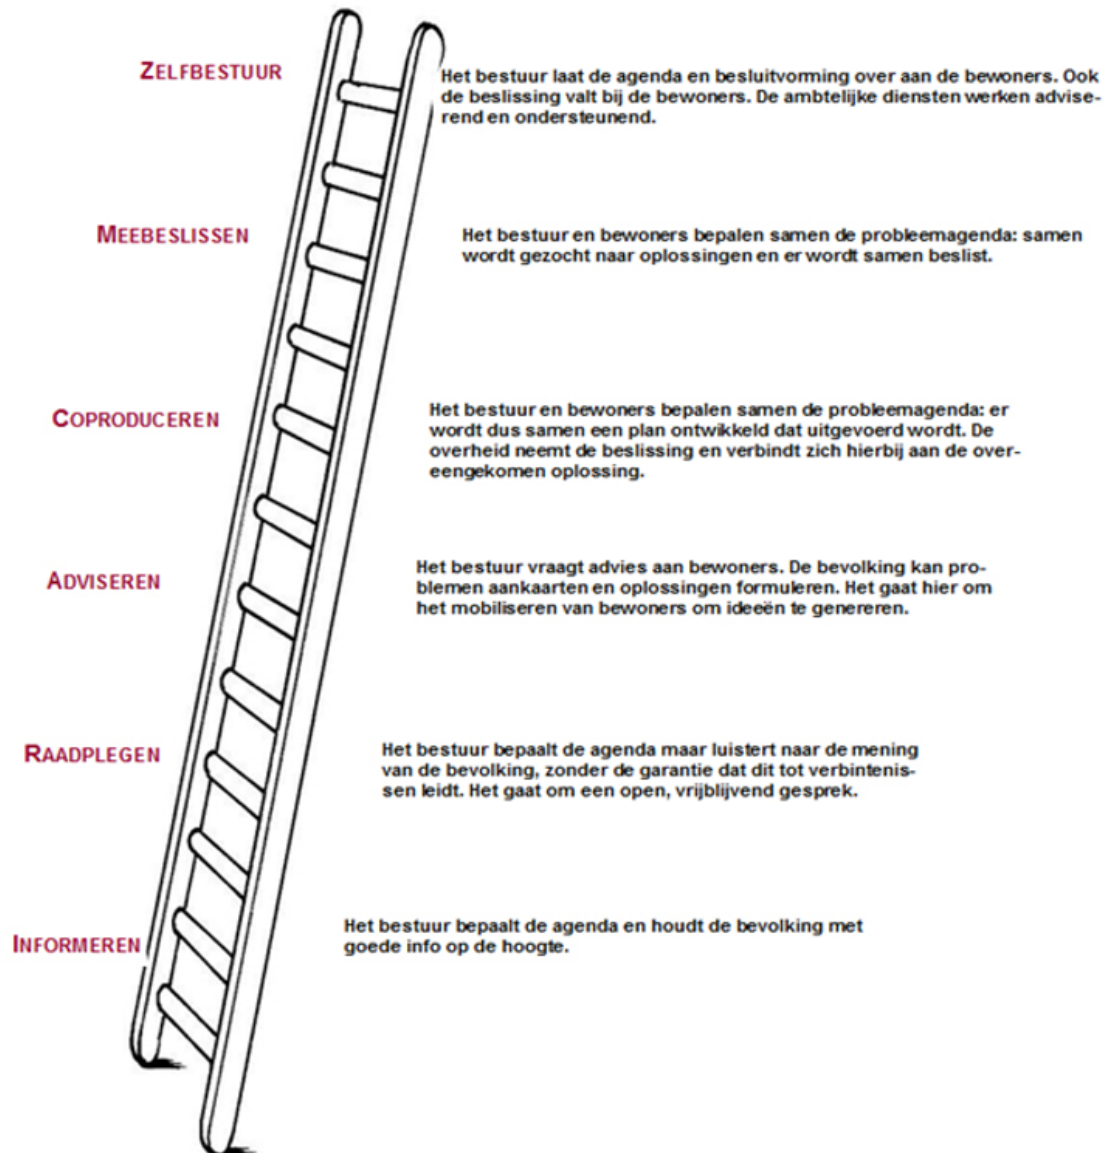 ZELFBESTUUR
Het bestuur laat de agenda en besluitvorming over aan de bewoners. Ook
de beslissing valt bij de bewoners. De ambtelijke diensten werken advise-
rend en ondersteunend.
MEEBESLISSEN
Het bestuur en bewoners bepalen samen de probleemagenda: samen
wordt gezocht naar oplossingen en er wordt samen beslist.
COPRODUCEREN
Het bestuur en bewoners bepalen samen de probleemagenda: er
wordt dus samen een plan ontwikkeld dat uitgevoerd wordt. De
overheid neemt de beslissing en verbindt zich hierbij aan de over-
eengekomen oplossing.
ADVISEREN
Het bestuur vraagt advies aan bewoners. De bevolking kan pro-
blemen aankaarten en oplossingen formuleren. Het gaat hier om
het mobiliseren van bewoners om ideeën te genereren.
RAADPLEGEN
Het bestuur bepaalt de agenda maar luistert naar de mening
van de bevolking, zonder de garantie dat dit tot verbintenis-
sen leidt. Het gaat om een open, vrijblijvend gesprek.
INFORMEREN
Het bestuur bepaalt de agenda en houdt de bevolking met
goede info op de hoogte.